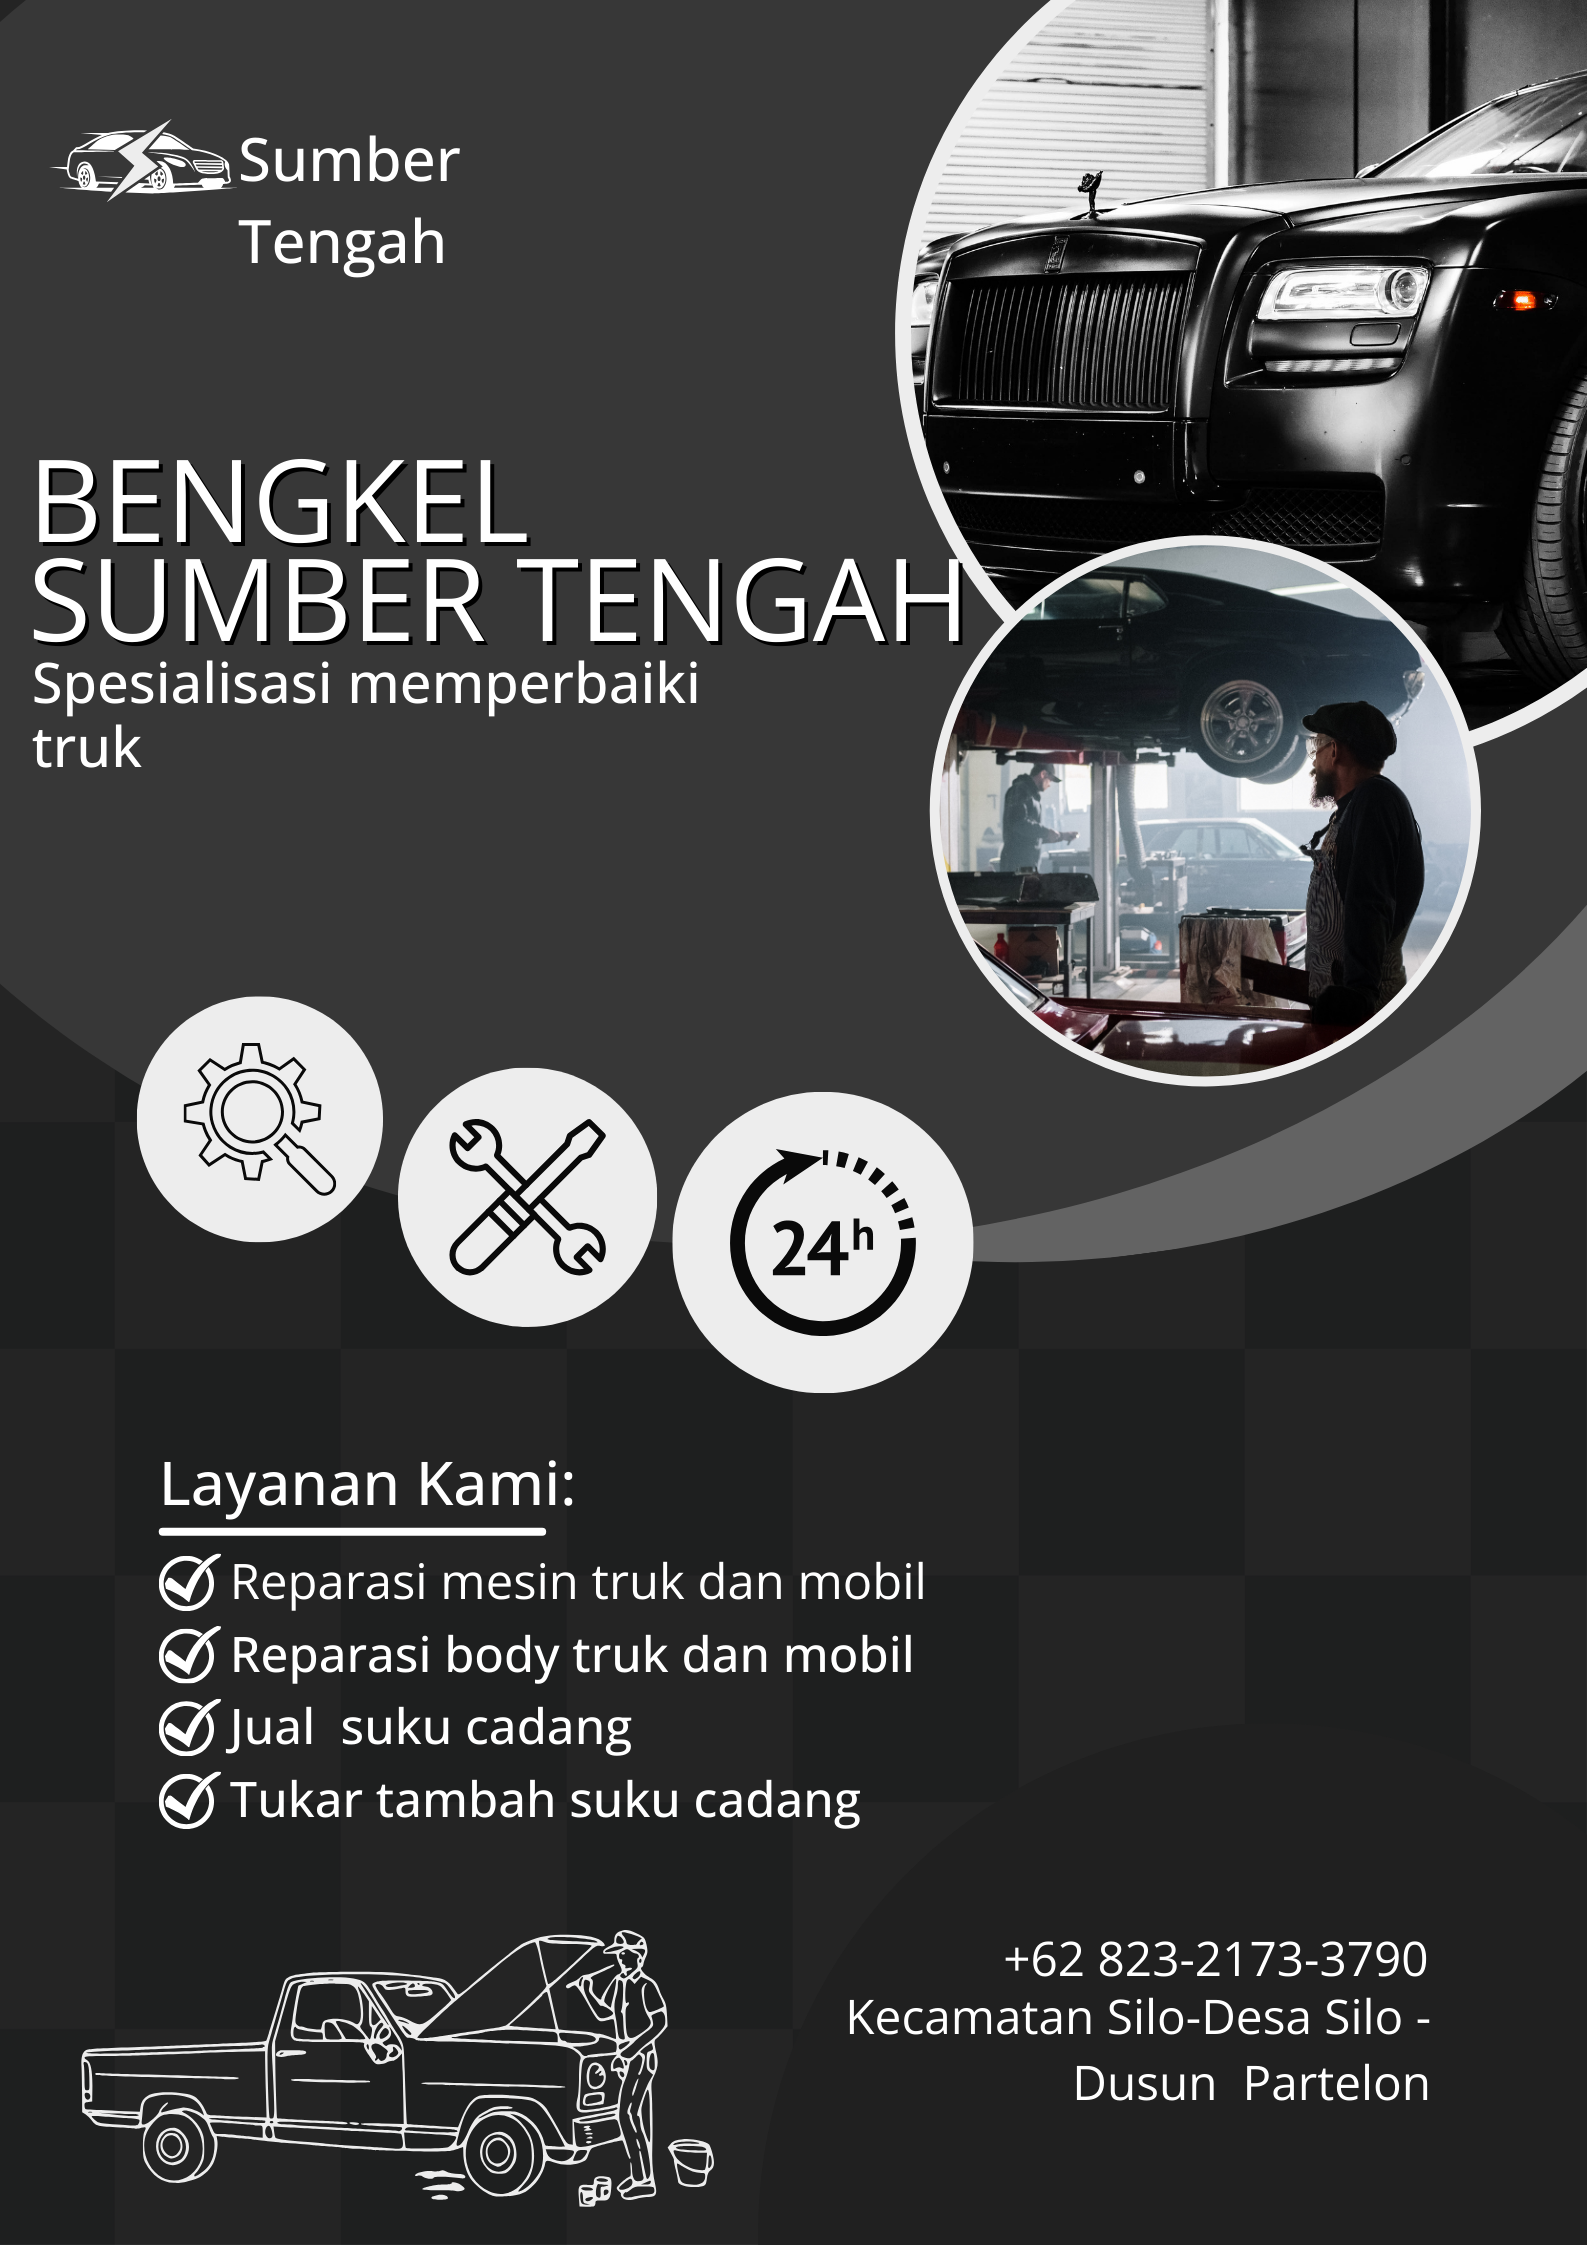 Sumber
Tengah
BENGKEL
SUMBER TENGAH
Spesialisasi memperbaiki
truk
24h
Layanan Kami:
Reparasi mesin truk dan mobil
Reparasi body truk dan mobil
Jual  suku cadang
Tukar tambah suku cadang
+62 823-2173-3790
Kecamatan Silo-Desa Silo -
Dusun  Partelon